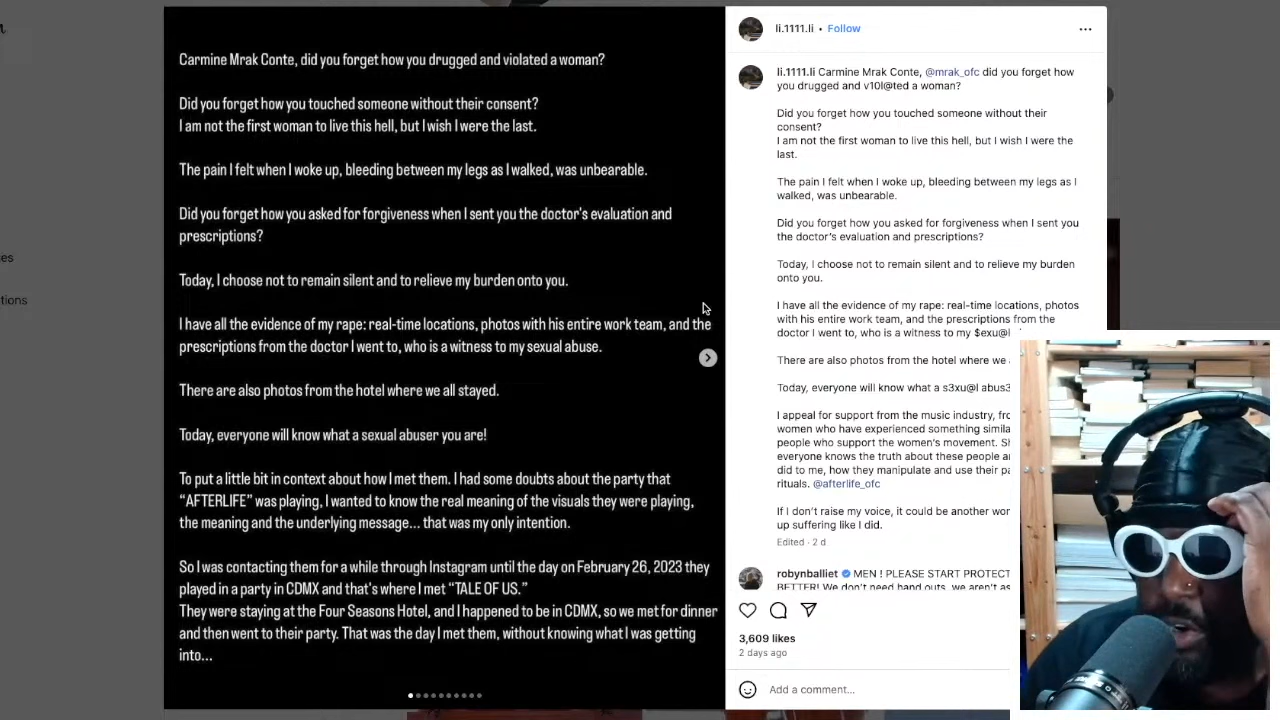 Carmine Mrak Conte, did you forget how you drugged and violated a woman?
Did you forget how you touched someone without their consent?
I am not the first woman to live this hell, but I wish I were the last.
The pain I felt when I woke up, bleeding between my legs as I walked, was unbearable.
Did you forget how you asked for forgiveness when I sent you the doctor's evaluation and
prescriptions?
Today, I choose not to remain silent and to relieve my burden onto you.
I have all the evidence of my rape: real-time locations, photos with his entire work team, and the
prescriptions from the doctor I went to, who is a witness to my sexual abuse.
There are also photos from the hotel where we all stayed.
Today, everyone will know what a sexual abuser you are!
To put a little bit in context about how I met them. I had some doubts about the party that
“AFTERLIFE” was playing, I wanted to know the real meaning of the visuals they were playing,
the meaning and the underlying message... that was my only intention.
So I was contacting them for a while through Instagram until the day on February 26, 2023 they
played in a party in CDMX and that's where I met “TALE OF US.”
They were staying at the Four Seasons Hotel, and I happened to be in CDMX, so we met for dinner
and then went to their party. That was the day I met them, without knowing what I was getting
into...
li.1111.li • Follow
li.1111.li Carmine Mrak Conte, @mrak_ofc did you forget how
you drugged and v10l@ted a woman?
Did you forget how you touched someone without their
consent?
I am not the first woman to live this hell, but I wish I were the
last.
The pain I felt when I woke up, bleeding between my legs as I
walked, was unbearable.
Did you forget how you asked for forgiveness when I sent you
the doctor's evaluation and prescriptions?
Today, I choose not to remain silent and to relieve my burden
onto you.
I have all the evidence of my rape: real-time locations, photos
with his entire work team, and the prescriptions from the
doctor I went to, who is a witness to my $exu@l
There are also photos from the hotel where we
Today, everyone will know what a s3xu@l abus3
I appeal for support from the music industry, fro
women who have experienced something simila
people who support the women's movement. Sh
everyone knows the truth about these people an
did to me, how they manipulate and use their pa
rituals. @afterlife_ofc
If I don't raise my voice, it could be another wor
up suffering like I did.
Edited · 2 d
robynballiet MEN ! PLEASE START PROTECT
BETTER! We don't need hand outs, we aren't as
3,609 likes
2 days ago
Add a comment...
es
tions